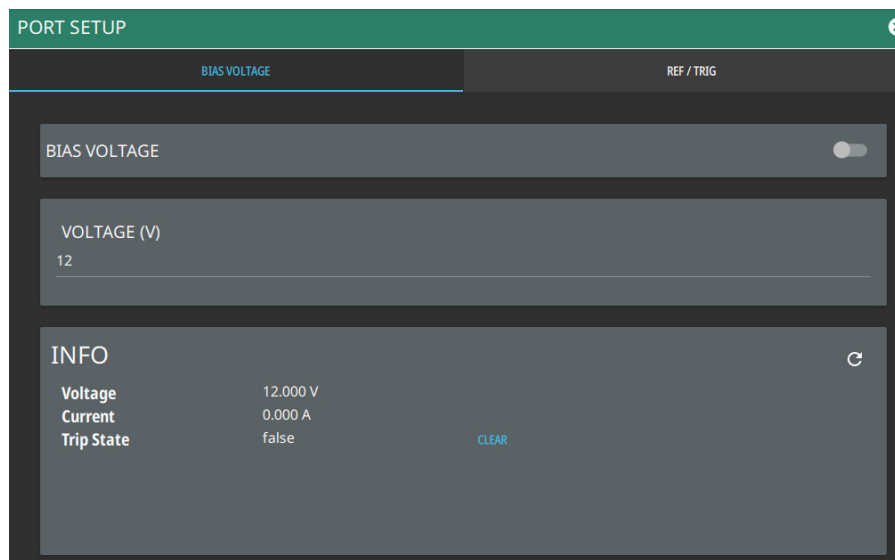 PORT SETUP
BIAS VOLTAGE REF / TRIG
BIAS VOLTAGE
VOLTAGE (V)
12
INFO
Voltage 12.000 V
Current 0.000 A
Trip State false CLEAR